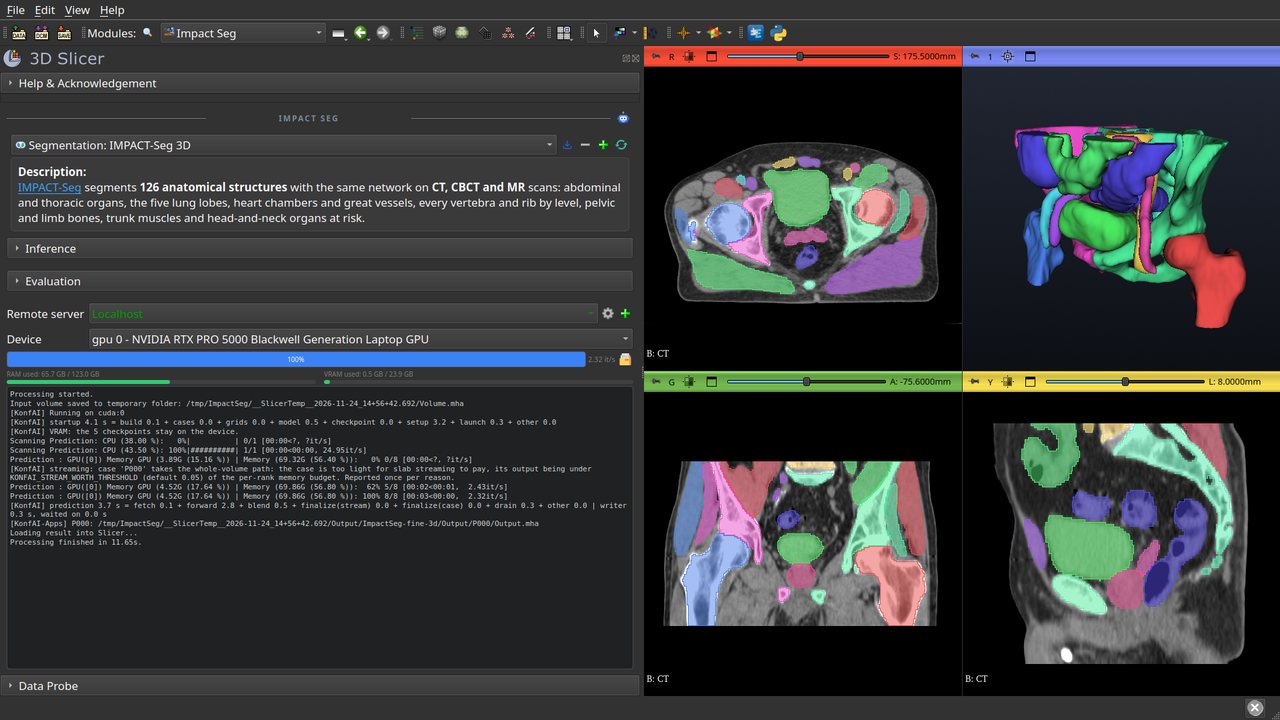 File Edit View Help
Modules: Impact Seg
3D Slicer
Help & Acknowledgement
IMPACT SEG
Segmentation: IMPACT-Seg 3D
Description:
IMPACT-Seg segments 126 anatomical structures with the same network on CT, CBCT and MR scans: abdominal
and thoracic organs, the five lung lobes, heart chambers and great vessels, every vertebra and rib by level, pelvic
and limb bones, trunk muscles and head-and-neck organs at risk.
Inference
Evaluation
Remote server Localhost
Device gpu 0 - NVIDIA RTX PRO 5000 Blackwell Generation Laptop GPU
100% 2.32 it/s
RAM used: 65.7 GB / 123.0 GB VRAM used: 0.5 GB / 23.9 GB
Processing started.
Input volume saved to temporary folder: /tmp/ImpactSeg/__SlicerTemp__2026-11-24_14+56+42.692/Volume.mha
[KonfAI] Running on cuda:0
[KonfAI] startup 4.1 s = build 0.1 + cases 0.0 + grids 0.0 + model 0.5 + checkpoint 0.0 + setup 3.2 + launch 0.3 + other 0.0
[KonfAI] VRAM: the 5 checkpoints stay on the device.
Scanning Prediction: CPU (38.00 %): 0%| | 0/1 [00:00<?, ?it/s]
Scanning Prediction: CPU (43.50 %): 100%|##########| 1/1 [00:00<00:00, 24.95it/s]
Prediction : GPU([0]) Memory GPU (3.89G (15.16 %)) | Memory (69.32G (56.40 %)): 0% 0/8 [00:00<?, ?it/s]
[KonfAI] streaming: case 'P000' takes the whole-volume path: the case is too light for slab streaming to pay, its output being under
KONFAI_STREAM_WORTH_THRESHOLD (default 0.05) of the per-rank memory budget. Reported once per reason.
Prediction : GPU([0]) Memory GPU (4.52G (17.64 %)) | Memory (69.86G (56.80 %)): 62% 5/8 [00:02<00:01, 2.43it/s]
Prediction : GPU([0]) Memory GPU (4.52G (17.64 %)) | Memory (69.86G (56.80 %)): 100% 8/8 [00:03<00:00, 2.32it/s]
[KonfAI] prediction 3.7 s = fetch 0.1 + forward 2.8 + blend 0.5 + finalize(stream) 0.0 + finalize(case) 0.0 + drain 0.3 + other 0.0 | writer
0.3 s, waited on 0.0 s
[KonfAI-Apps] P000: /tmp/ImpactSeg/__SlicerTemp__2026-11-24_14+56+42.692/Output/ImpactSeg-fine-3d/Output/P000/Output.mha
Loading result into Slicer...
Processing finished in 11.65s.
Data Probe
R S: 175.5000mm
B: CT
1
G A: -75.6000mm
B: CT
Y L: 8.0000mm
B: CT